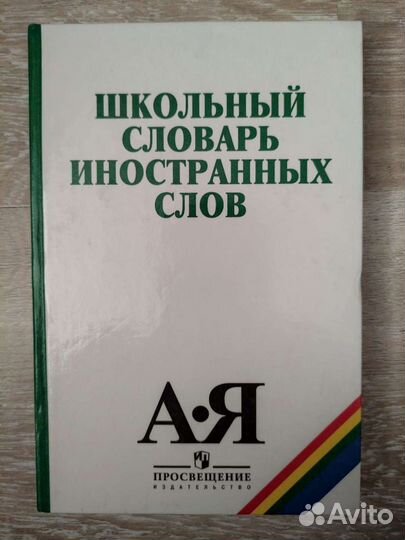 ШКОЛЬНЫЙ
СЛОВАРЬ
ИНОСТРАННЫХ
СЛОВ
А•Я
ПРОСВЕЩЕНИЕ
ИЗДАТЕЛЬСТВО
Avito